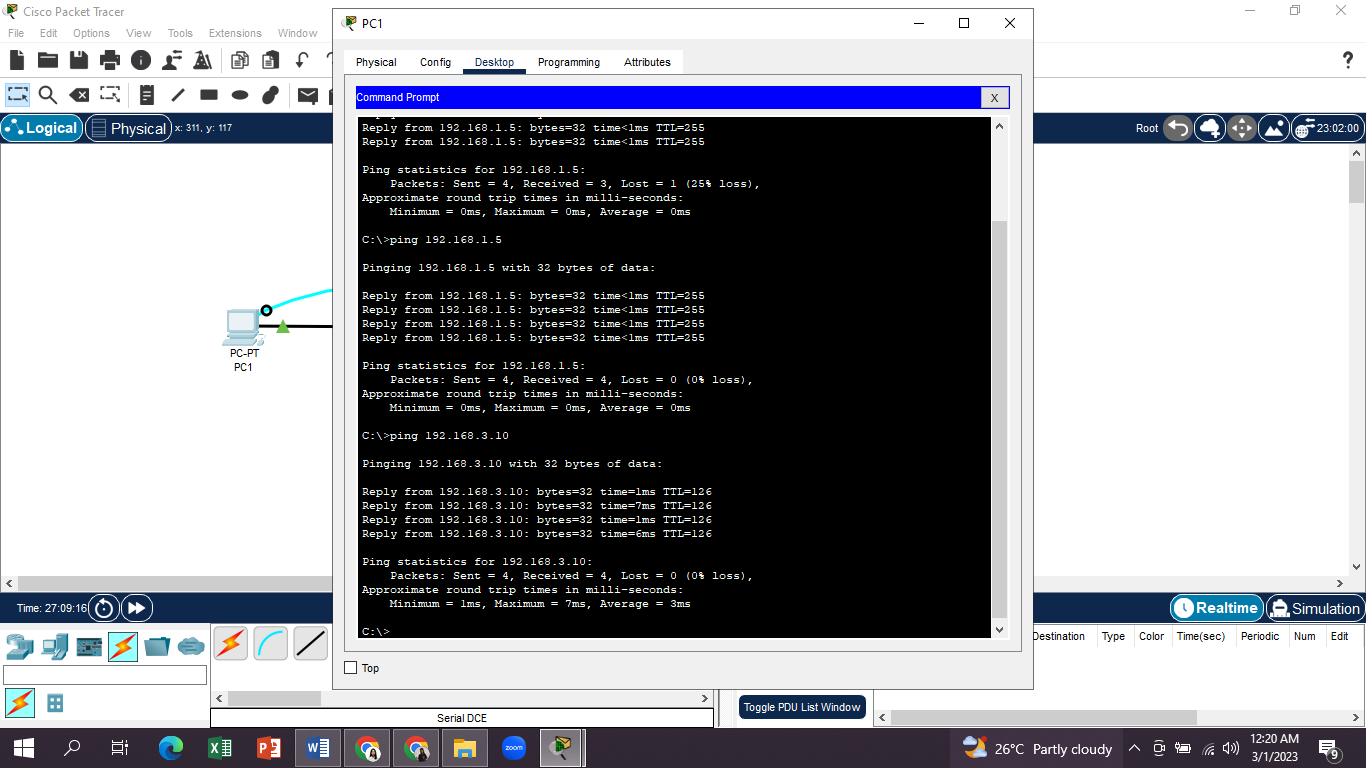 Cisco Packet Tracer
File Edit Options View Tools Extensions Window
Logical
Physical
x: 311, y: 117
PC-PT
PC1
PC1
Physical Config Desktop Programming Attributes
Command Prompt
X
Reply from 192.168.1.5: bytes=32 time<1ms TTL=255
Reply from 192.168.1.5: bytes=32 time<1ms TTL=255
Ping statistics for 192.168.1.5:
Packets: Sent = 4, Received = 3, Lost = 1 (25% loss),
Approximate round trip times in milli-seconds:
Minimum = 0ms, Maximum = 0ms, Average = 0ms
C:\>ping 192.168.1.5
Pinging 192.168.1.5 with 32 bytes of data:
Reply from 192.168.1.5: bytes=32 time<1ms TTL=255
Reply from 192.168.1.5: bytes=32 time<1ms TTL=255
Reply from 192.168.1.5: bytes=32 time<1ms TTL=255
Reply from 192.168.1.5: bytes=32 time<1ms TTL=255
Ping statistics for 192.168.1.5:
Packets: Sent = 4, Received = 4, Lost = 0 (0% loss),
Approximate round trip times in milli-seconds:
Minimum = 0ms, Maximum = 0ms, Average = 0ms
C:\>ping 192.168.3.10
Pinging 192.168.3.10 with 32 bytes of data:
Reply from 192.168.3.10: bytes=32 time=1ms TTL=126
Reply from 192.168.3.10: bytes=32 time=7ms TTL=126
Reply from 192.168.3.10: bytes=32 time=1ms TTL=126
Reply from 192.168.3.10: bytes=32 time=6ms TTL=126
Ping statistics for 192.168.3.10:
Packets: Sent = 4, Received = 4, Lost = 0 (0% loss),
Approximate round trip times in milli-seconds:
Minimum = 1ms, Maximum = 7ms, Average = 3ms
C:\>
Top
Root
23:02:00
Time: 27:09:16
Realtime
Simulation
Destination Type Color Time(sec) Periodic Num Edit
Toggle PDU List Window
Serial DCE
zoom
26°C Partly cloudy
12:20 AM
3/1/2023
9